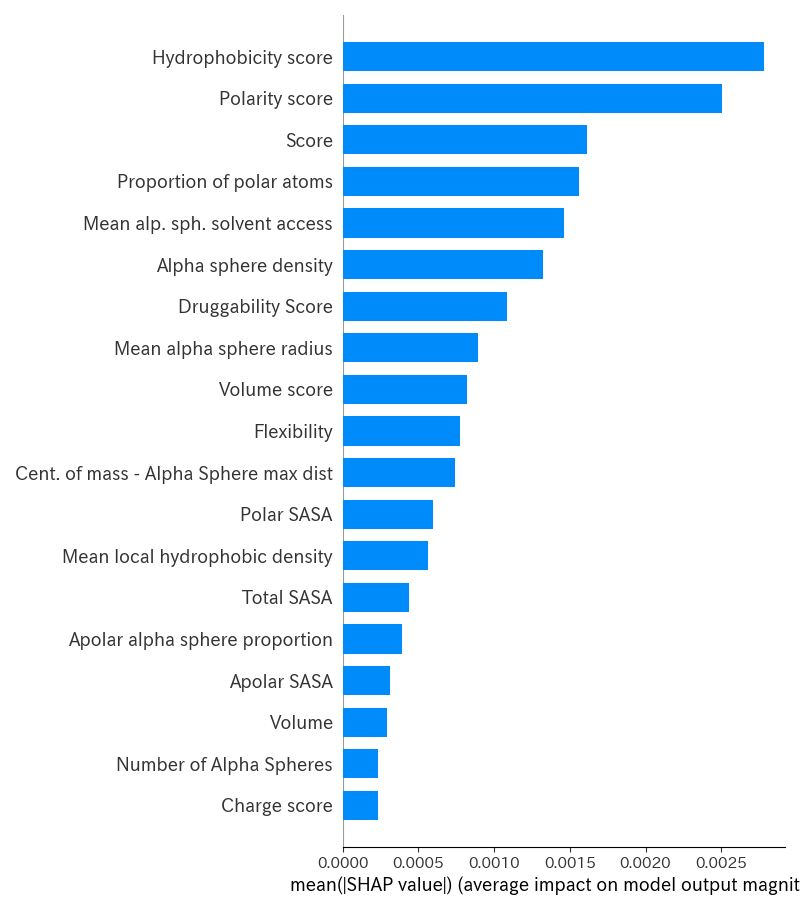 Hydrophobicity score
Polarity score
Score
Proportion of polar atoms
Mean alp. sph. solvent access
Alpha sphere density
Druggability Score
Mean alpha sphere radius
Volume score
Flexibility
Cent. of mass - Alpha Sphere max dist
Polar SASA
Mean local hydrophobic density
Total SASA
Apolar alpha sphere proportion
Apolar SASA
Volume
Number of Alpha Spheres
Charge score
0.0000 0.0005 0.0010 0.0015 0.0020 0.0025
mean(|SHAP value|) (average impact on model output magnit